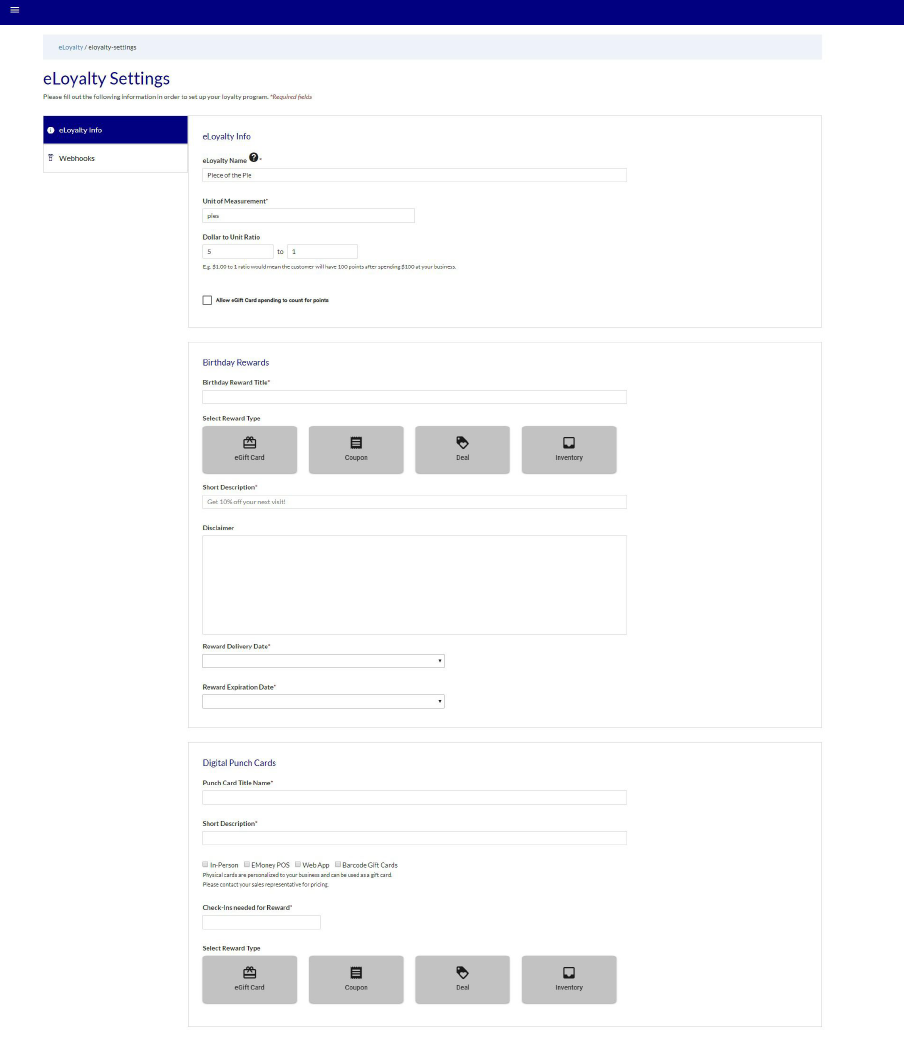 eLoyalty / eloyalty-settings
eLoyalty Settings
Please fill out the following information in order to set up your loyalty program. *Required fields
eLoyalty Info
Webhooks
eLoyalty Info
eLoyalty Name ? *
Piece of the Pie
Unit of Measurement*
pies
Dollar to Unit Ratio
5 to 1
E.g: $1.00 to 1 ratio would mean the customer will have 100 points after spending $100 at your business.
Allow eGift Card spending to count for points
Birthday Rewards
Birthday Reward Title*
Select Reward Type
eGift Card Coupon Deal Inventory
Short Description*
Get 10% off your next visit!
Disclaimer
Reward Delivery Date*
Reward Expiration Date*
Digital Punch Cards
Punch Card Title Name*
Short Description*
In-Person EMoney POS Web App Barcode Gift Cards
Physical cards are personalized to your business and can be used as a gift card.
Please contact your sales representative for pricing.
Check-Ins needed for Reward*
Select Reward Type
eGift Card Coupon Deal Inventory